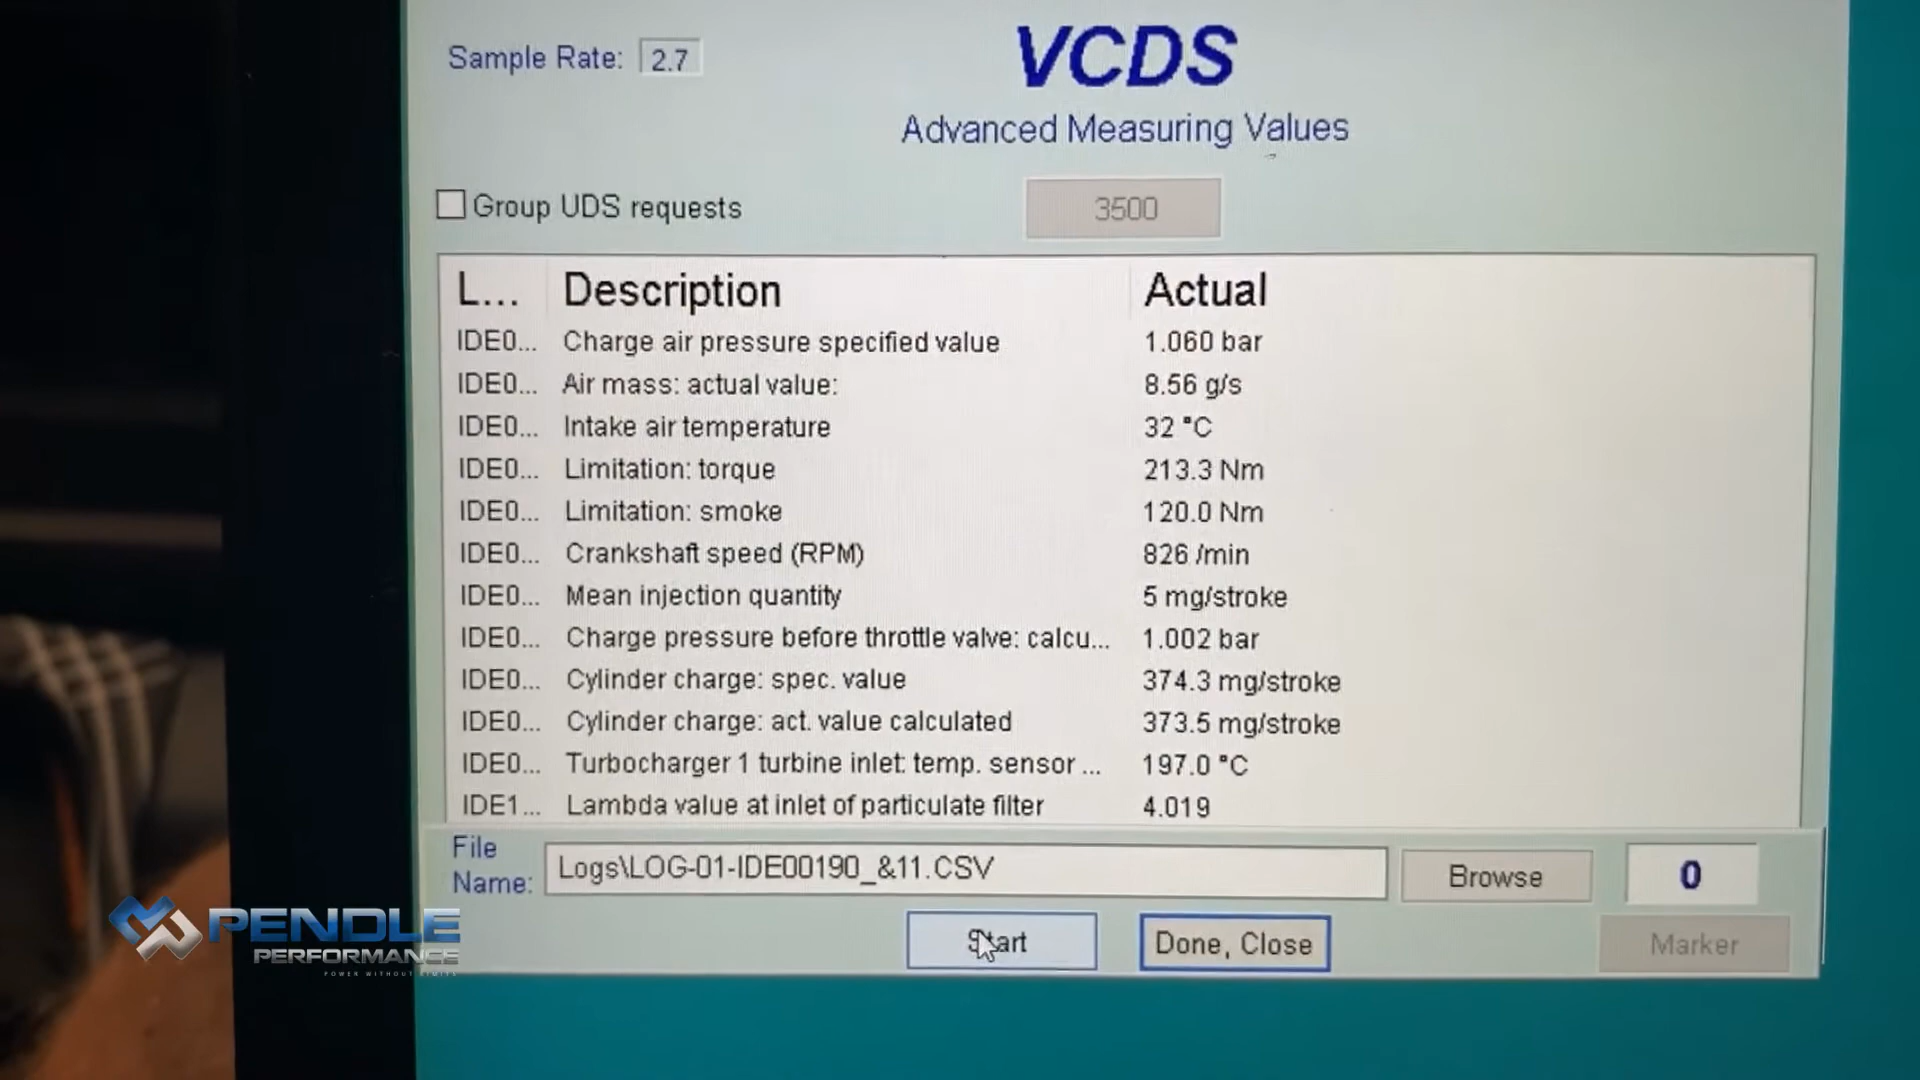 Sample Rate: 2.7
VCDS
Advanced Measuring Values
Group UDS requests
3500
L... Description Actual
IDE0... Charge air pressure specified value 1.060 bar
IDE0... Air mass: actual value: 8.56 g/s
IDE0... Intake air temperature 32 °C
IDE0... Limitation: torque 213.3 Nm
IDE0... Limitation: smoke 120.0 Nm
IDE0... Crankshaft speed (RPM) 826 /min
IDE0... Mean injection quantity 5 mg/stroke
IDE0... Charge pressure before throttle valve: calcu... 1.002 bar
IDE0... Cylinder charge: spec. value 374.3 mg/stroke
IDE0... Cylinder charge: act. value calculated 373.5 mg/stroke
IDE0... Turbocharger 1 turbine inlet: temp. sensor ... 197.0 °C
IDE1... Lambda value at inlet of particulate filter 4.019
File Name: Logs\LOG-01-IDE00190_&11.CSV Browse 0
Start Done, Close Marker
PENDLE
PERFORMANCE
POWER WITHOUT LIMITS